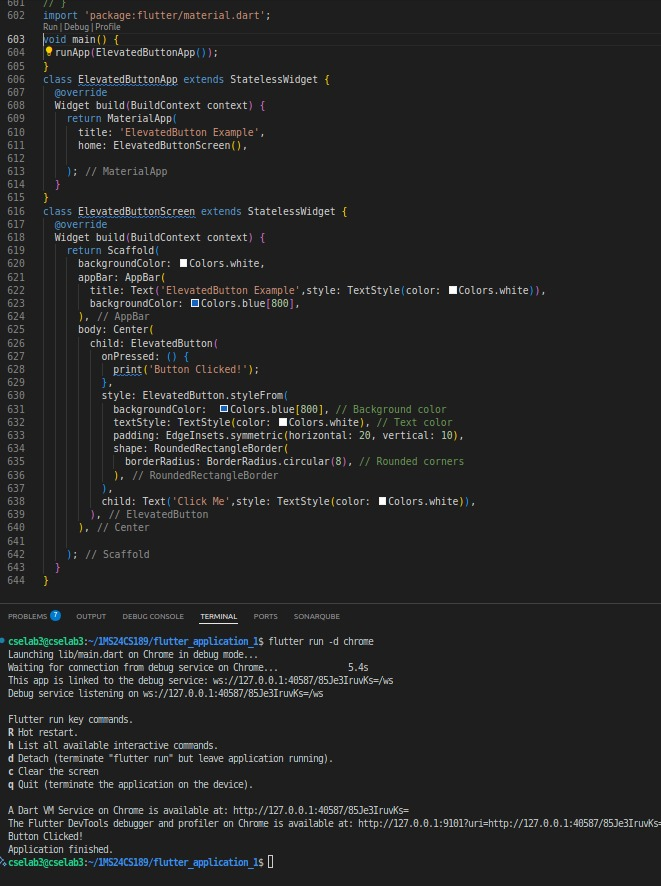 601 // }
602 import 'package:flutter/material.dart';
Run | Debug | Profile
603 void main() {
604 runApp(ElevatedButtonApp());
605 }
606 class ElevatedButtonApp extends StatelessWidget {
607 @override
608 Widget build(BuildContext context) {
609 return MaterialApp(
610 title: 'ElevatedButton Example',
611 home: ElevatedButtonScreen(),
612
613 ); // MaterialApp
614 }
615 }
616 class ElevatedButtonScreen extends StatelessWidget {
617 @override
618 Widget build(BuildContext context) {
619 return Scaffold(
620 backgroundColor: Colors.white,
621 appBar: AppBar(
622 title: Text('ElevatedButton Example',style: TextStyle(color: Colors.white)),
623 backgroundColor: Colors.blue[800],
624 ), // AppBar
625 body: Center(
626 child: ElevatedButton(
627 onPressed: () {
628 print('Button Clicked!');
629 },
630 style: ElevatedButton.styleFrom(
631 backgroundColor: Colors.blue[800], // Background color
632 textStyle: TextStyle(color: Colors.white), // Text color
633 padding: EdgeInsets.symmetric(horizontal: 20, vertical: 10),
634 shape: RoundedRectangleBorder(
635 borderRadius: BorderRadius.circular(8), // Rounded corners
636 ), // RoundedRectangleBorder
637 ),
638 child: Text('Click Me',style: TextStyle(color: Colors.white)),
639 ), // ElevatedButton
640 ), // Center
641
642 ); // Scaffold
643 }
644 }
PROBLEMS 7 OUTPUT DEBUG CONSOLE TERMINAL PORTS SONARQUBE
cselab3@cselab3:~/1MS24CS189/flutter_application_1$ flutter run -d chrome
Launching lib/main.dart on Chrome in debug mode...
Waiting for connection from debug service on Chrome... 5.4s
This app is linked to the debug service: ws://127.0.0.1:40587/85Je3IruvKs=/ws
Debug service listening on ws://127.0.0.1:40587/85Je3IruvKs=/ws
Flutter run key commands.
R Hot restart.
h List all available interactive commands.
d Detach (terminate "flutter run" but leave application running).
c Clear the screen
q Quit (terminate the application on the device).
A Dart VM Service on Chrome is available at: http://127.0.0.1:40587/85Je3IruvKs=
The Flutter DevTools debugger and profiler on Chrome is available at: http://127.0.0.1:9101?uri=http://127.0.0.1:40587/85Je3IruvKs=
Button Clicked!
Application finished.
cselab3@cselab3:~/1MS24CS189/flutter_application_1$